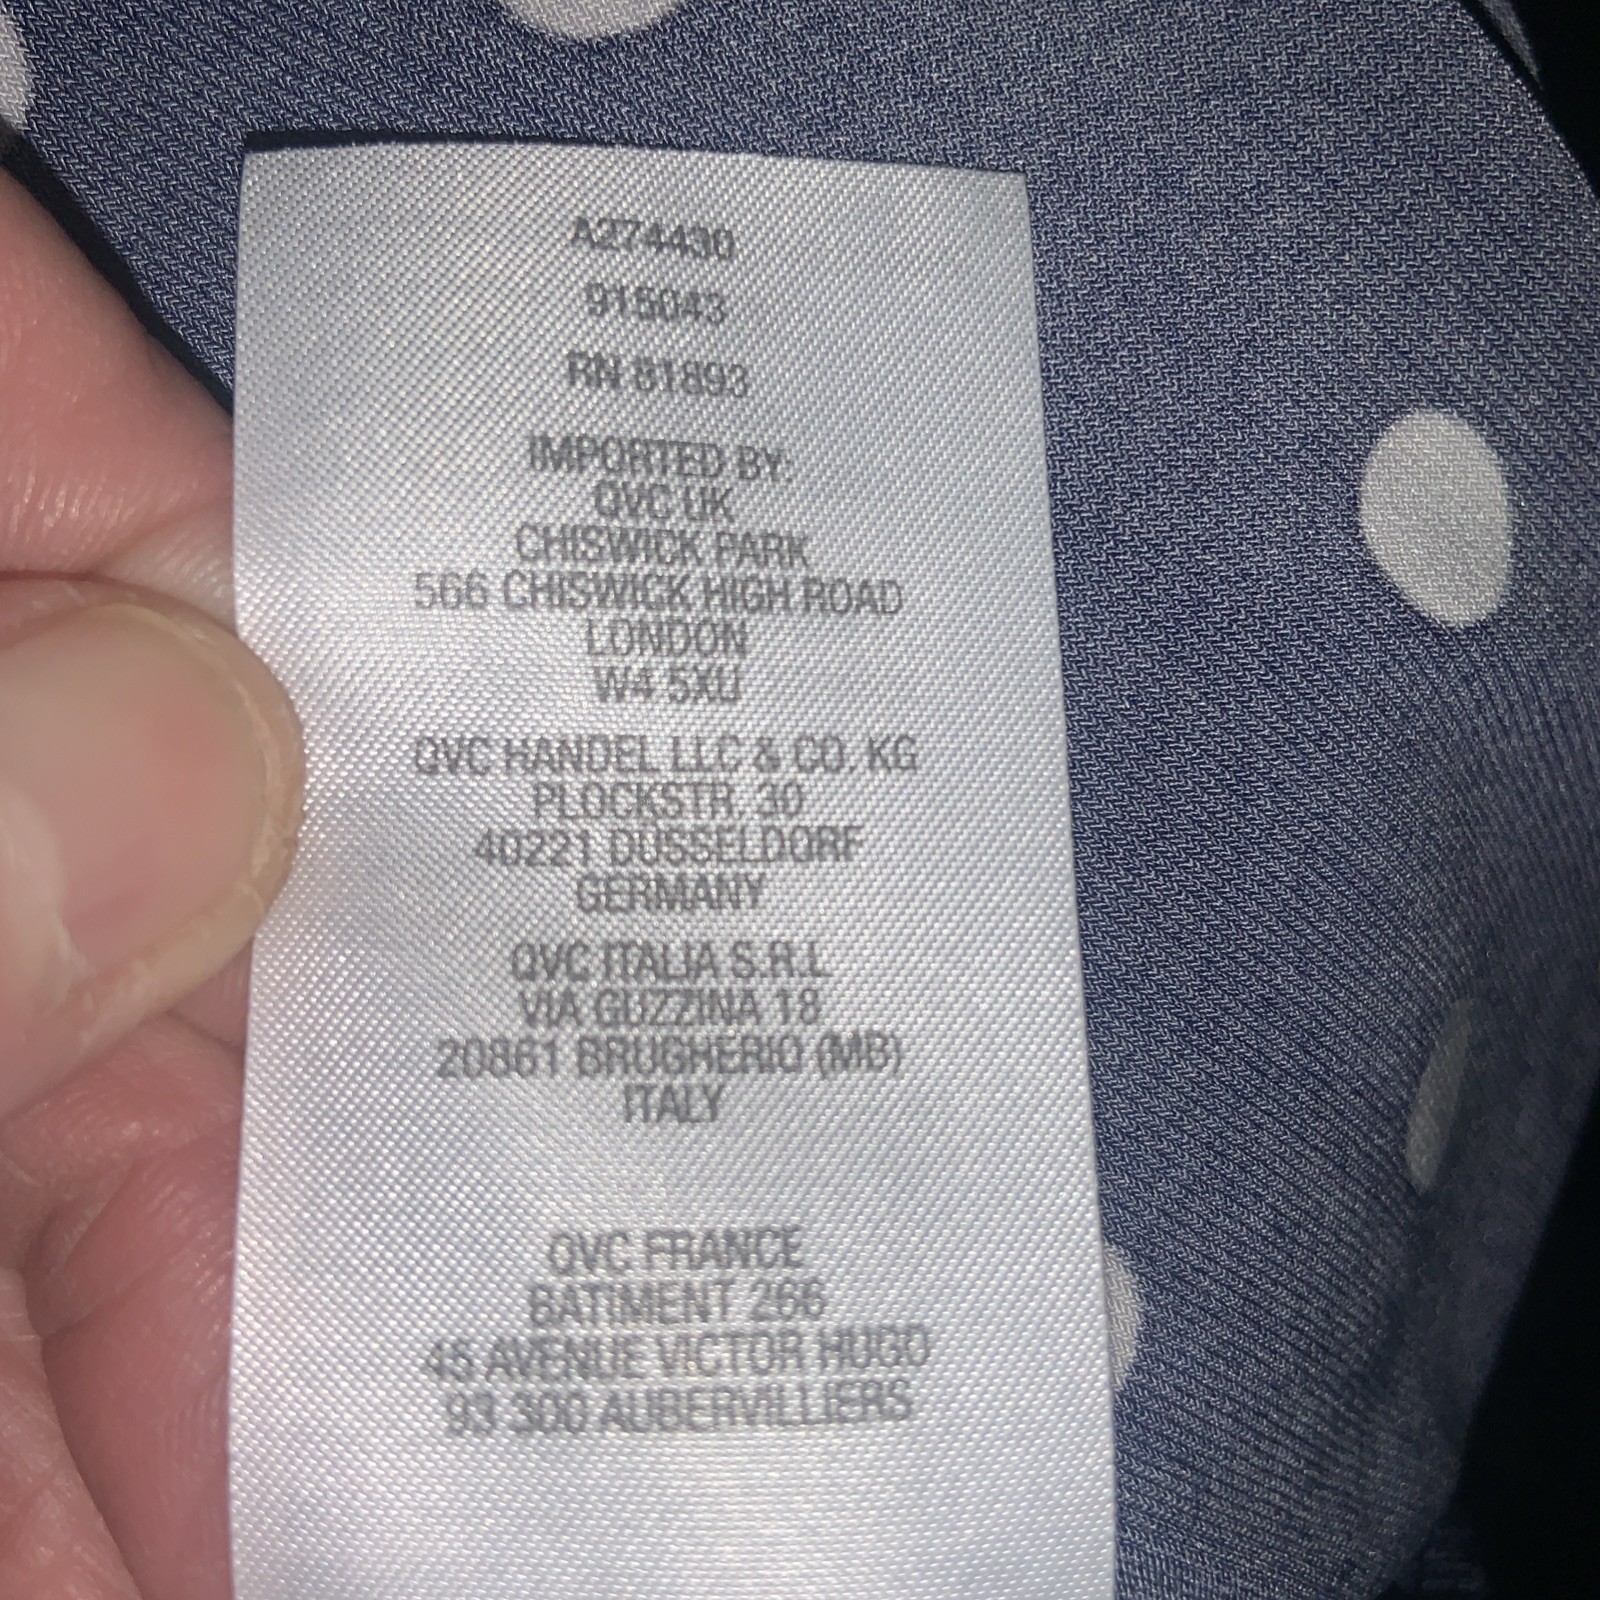 A274430
915043
RN 81893
IMPORTED BY:
QVC UK
CHISWICK PARK
566 CHISWICK HIGH ROAD
LONDON
W4 5XU
QVC HANDEL LLC & CO. KG
PLOCKSTR. 30
40221 DUSSELDORF
GERMANY
QVC ITALIA S.R.L
VIA GUZZINA 18
20861 BRUGHERIO (MB)
ITALY
QVC FRANCE
BATIMENT 266
45 AVENUE VICTOR HUGO
93 300 AUBERVILLIERS